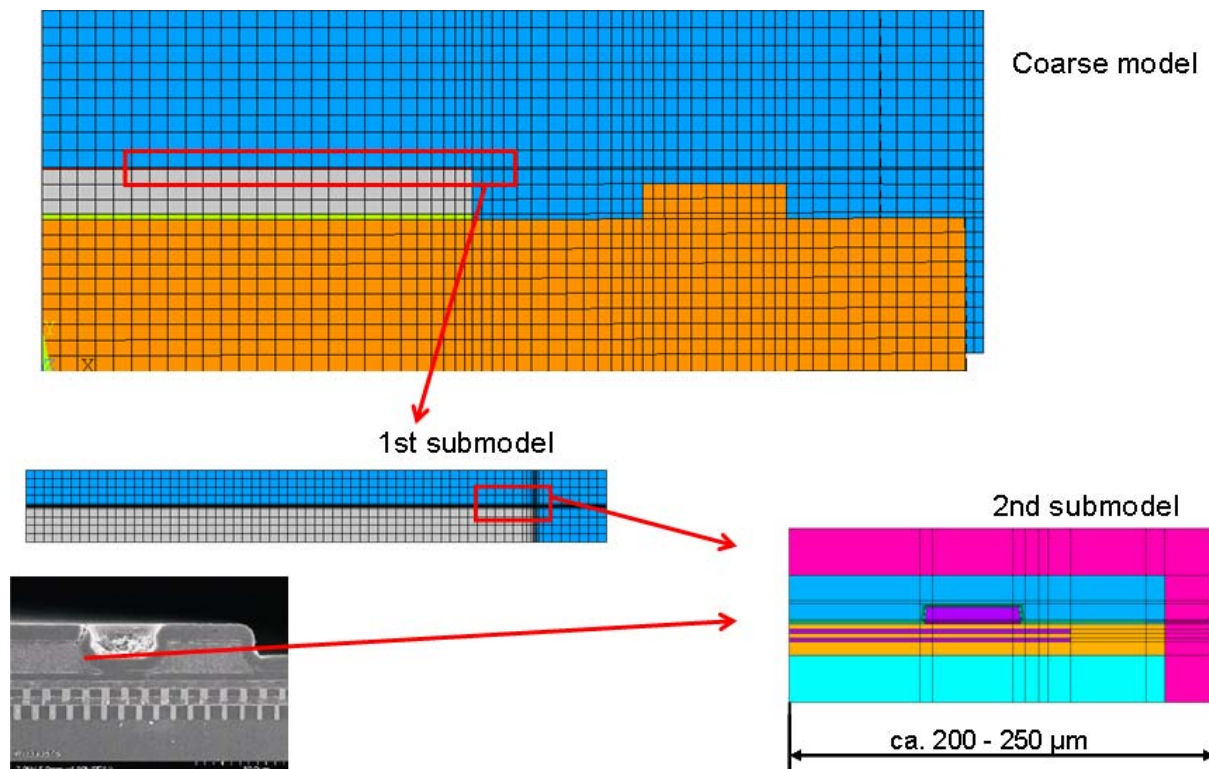 Coarse model
Y
X
1st submodel
2nd submodel
ca. 200 - 250 µm